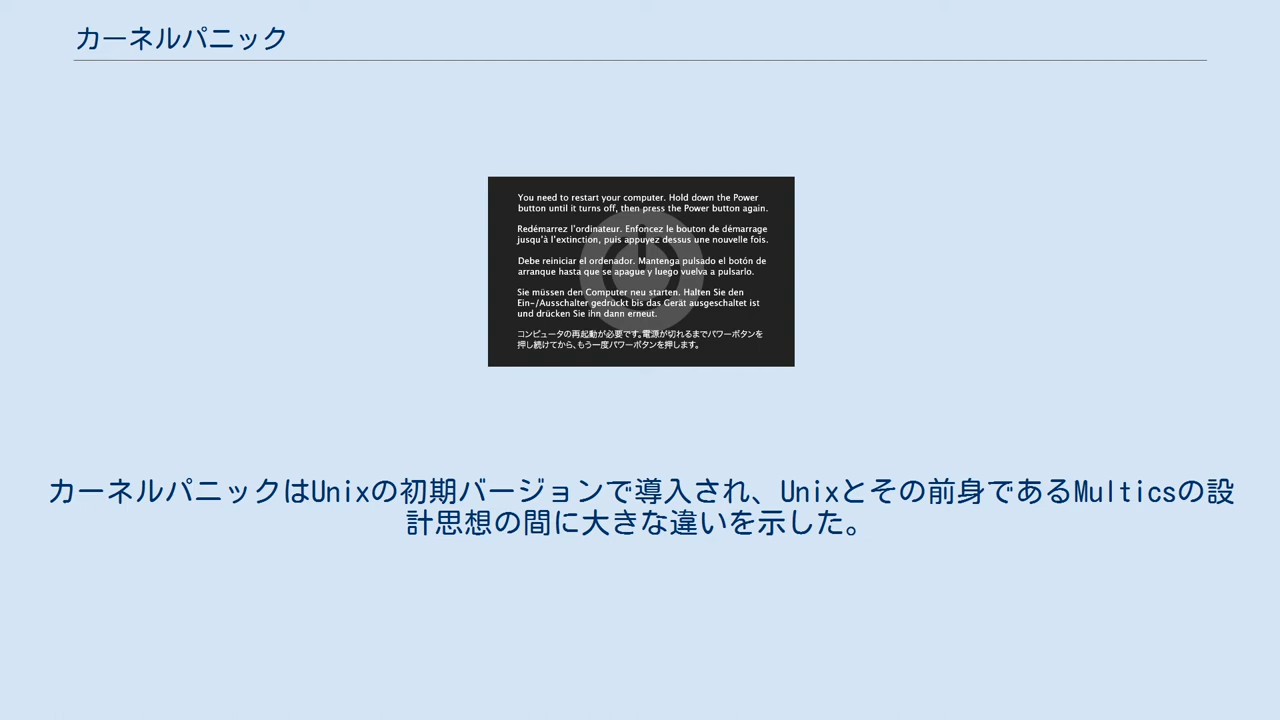 カーネルパニック
You need to restart your computer. Hold down the Power
button until it turns off, then press the Power button again.
Redémarrez l'ordinateur. Enfoncez le bouton de démarrage
jusqu'à l'extinction, puis appuyez dessus une nouvelle fois.
Debe reiniciar el ordenador. Mantenga pulsado el botón de
arranque hasta que se apague y luego vuelva a pulsarlo.
Sie müssen den Computer neu starten. Halten Sie den
Ein-/Ausschalter gedrückt bis das Gerät ausgeschaltet ist
und drücken Sie ihn dann erneut.
コンピュータの再起動が必要です。電源が切れるまでパワーボタンを
押し続けてから、もう一度パワーボタンを押します。
カーネルパニックはUnixの初期バージョンで導入され、Unixとその前身であるMulticsの設
計思想の間に大きな違いを示した。